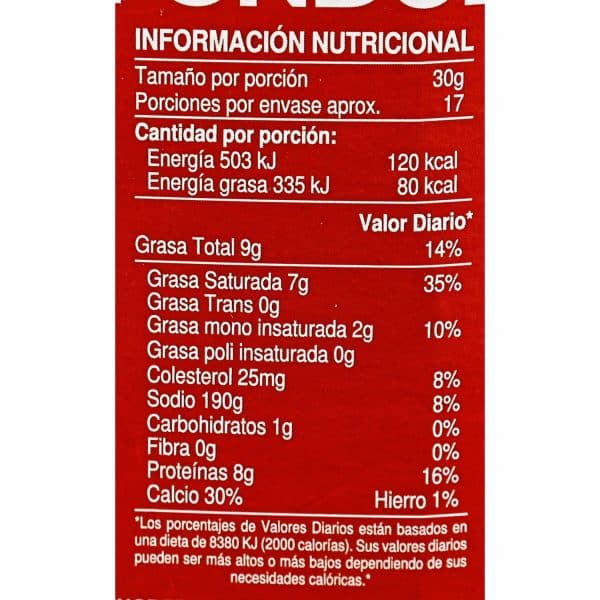 INFORMACIÓN NUTRICIONAL
Tamaño por porción 30g
Porciones por envase aprox. 17
Cantidad por porción:
Energía 503 kJ 120 kcal
Energía grasa 335 kJ 80 kcal
Valor Diario*
Grasa Total 9g 14%
Grasa Saturada 7g 35%
Grasa Trans 0g
Grasa mono insaturada 2g 10%
Grasa poli insaturada 0g
Colesterol 25mg 8%
Sodio 190g 8%
Carbohidratos 1g 0%
Fibra 0g 0%
Proteínas 8g 16%
Calcio 30% Hierro 1%
*Los porcentajes de Valores Diarios están basados en
una dieta de 8380 KJ (2000 calorías). Sus valores diarios
pueden ser más altos o más bajos dependiendo de sus
necesidades calóricas.*